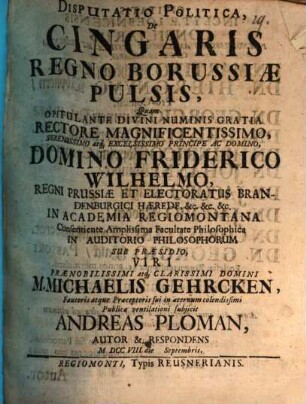 DISPUTATIO POLITICA,
De
CINGARIS
REGNO BORUSSIÆ
PULSIS,
Quam
CONFULANTE DIVINI NUMINIS GRATIA
RECTORE MAGNIFICENTISSIMO,
SERENISSIMO atq; EXCELSISSIMO PRINCIPE AC DOMINO,
DOMINO FRIDERICO
WILHELMO,
REGNI PRUSSIÆ ET ELECTORATUS BRAN-
DENBURGICI HÆREDE, &c. &c. &c.
IN ACADEMIA REGIOMONTANA
Consentiente Amplissima Facultate Philosophica
IN AUDITORIO PHILOSOPHORUM
SUB PRÆSIDIO,
VIRI
PRÆNOBILISSIMI atq; CLARISSIMI DOMINI
M. MICHAELIS GEHRCKEN,
Fautoris atque Præceptoris sui in æternum colendissimi
Publicæ ventilationi subjicit
ANDREAS PLOMAN,
AUTOR & RESPONDENS
M DCC VIII. die Septembris.
REGIOMONTI, Typis REUSNERIANIS.